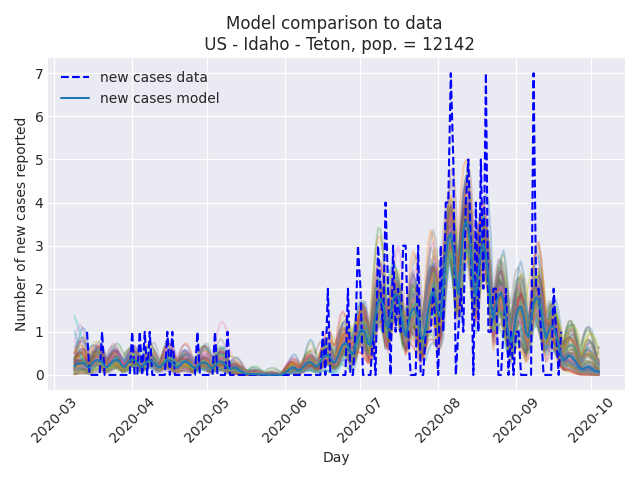 Model comparison to data
US - Idaho - Teton, pop. = 12142
new cases data
new cases model
Number of new cases reported
7
6
5
4
3
2
1
0
2020-03
2020-04
2020-05
2020-06
2020-07
2020-08
2020-09
2020-10
Day